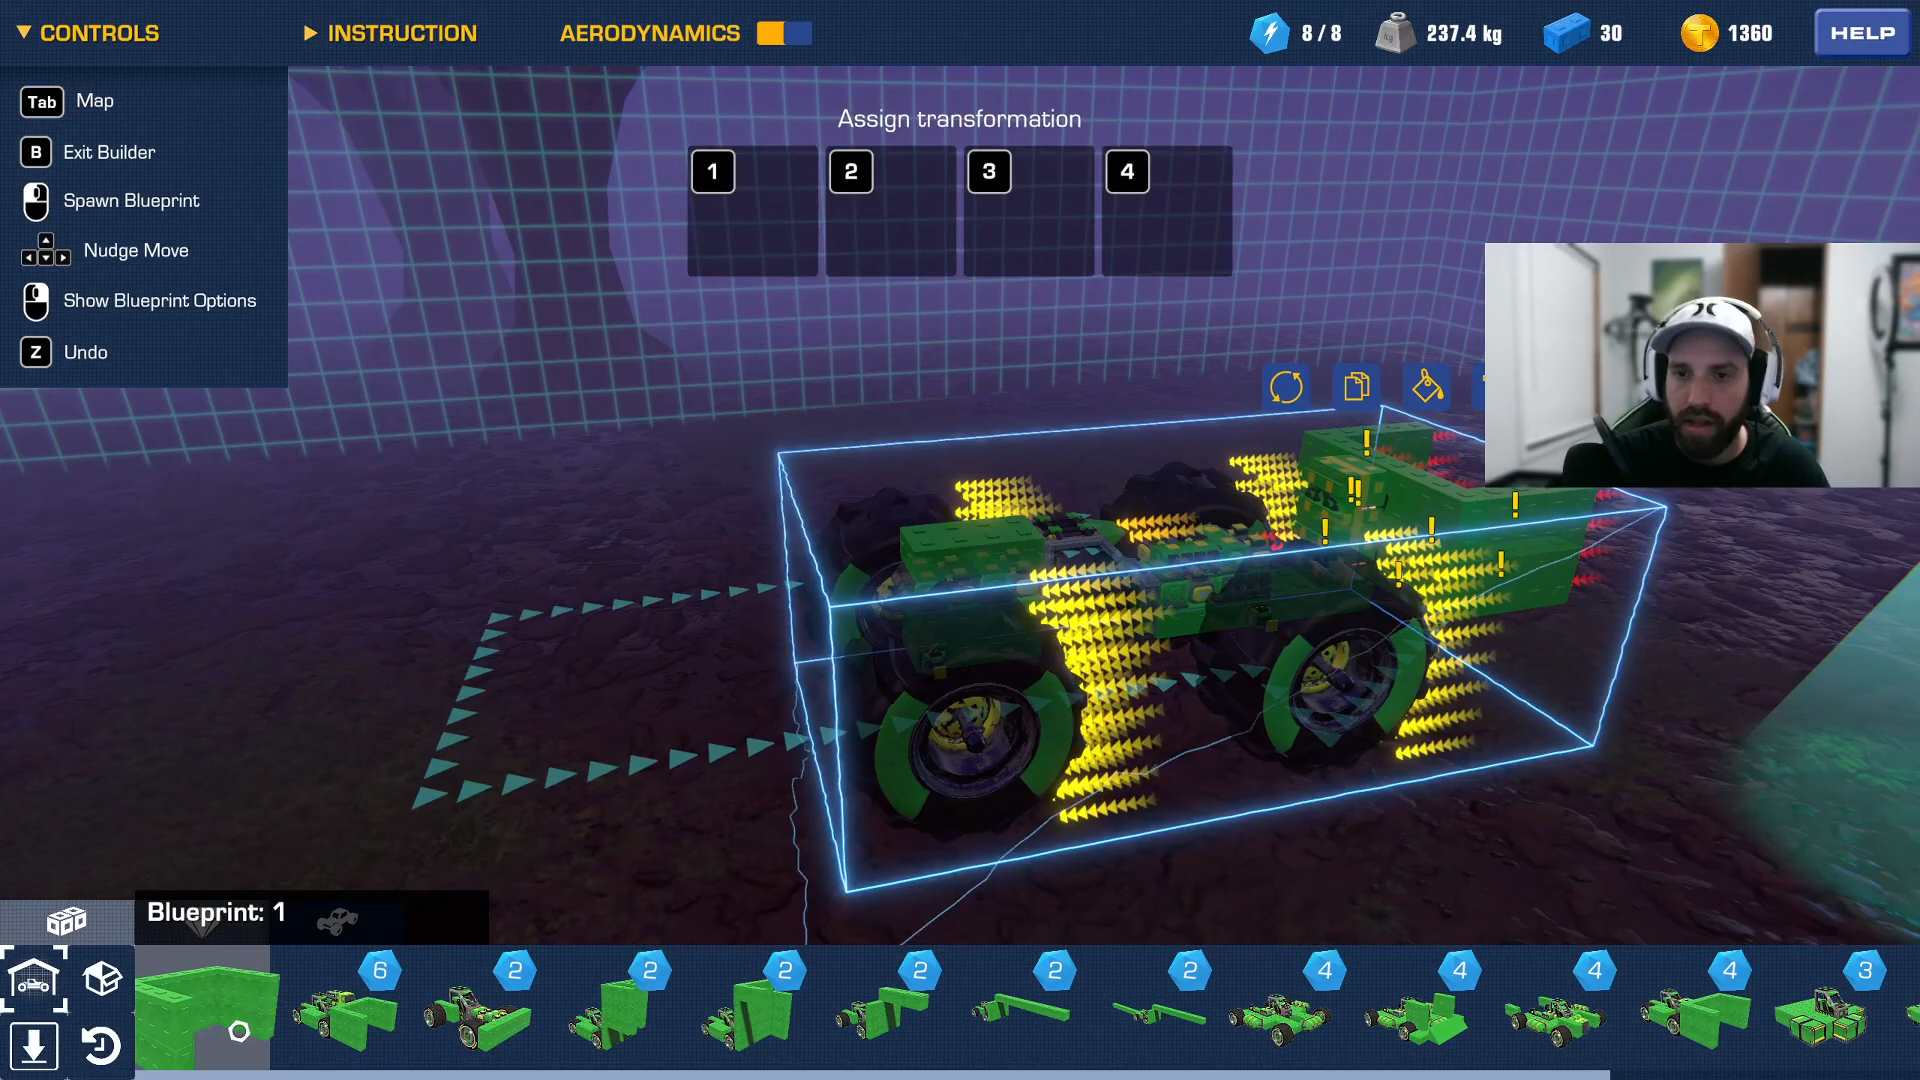 CONTROLS
INSTRUCTION
AERODYNAMICS
8 / 8
237.4 kg
30
1360
HELP
Tab Map
B Exit Builder
Spawn Blueprint
Nudge Move
Show Blueprint Options
Z Undo
Assign transformation
1 2 3 4
Blueprint: 1
6 2 2 2 2 2 2 4 4 4 4 3